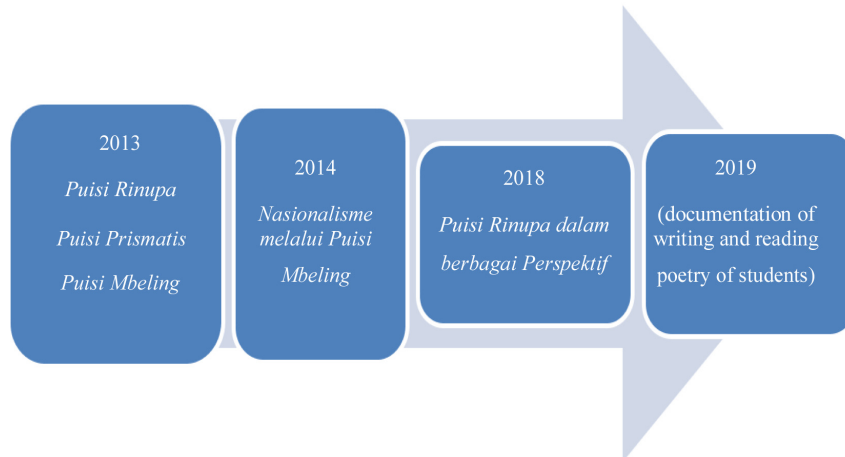 2013
Puisi Rinupa
Puisi Prismatis
Puisi Mbeling
2014
Nasionalisme
melalui Puisi
Mbeling
2018
Puisi Rinupa dalam
berbagai Perspektif
2019
(documentation of
writing and reading
poetry of students)